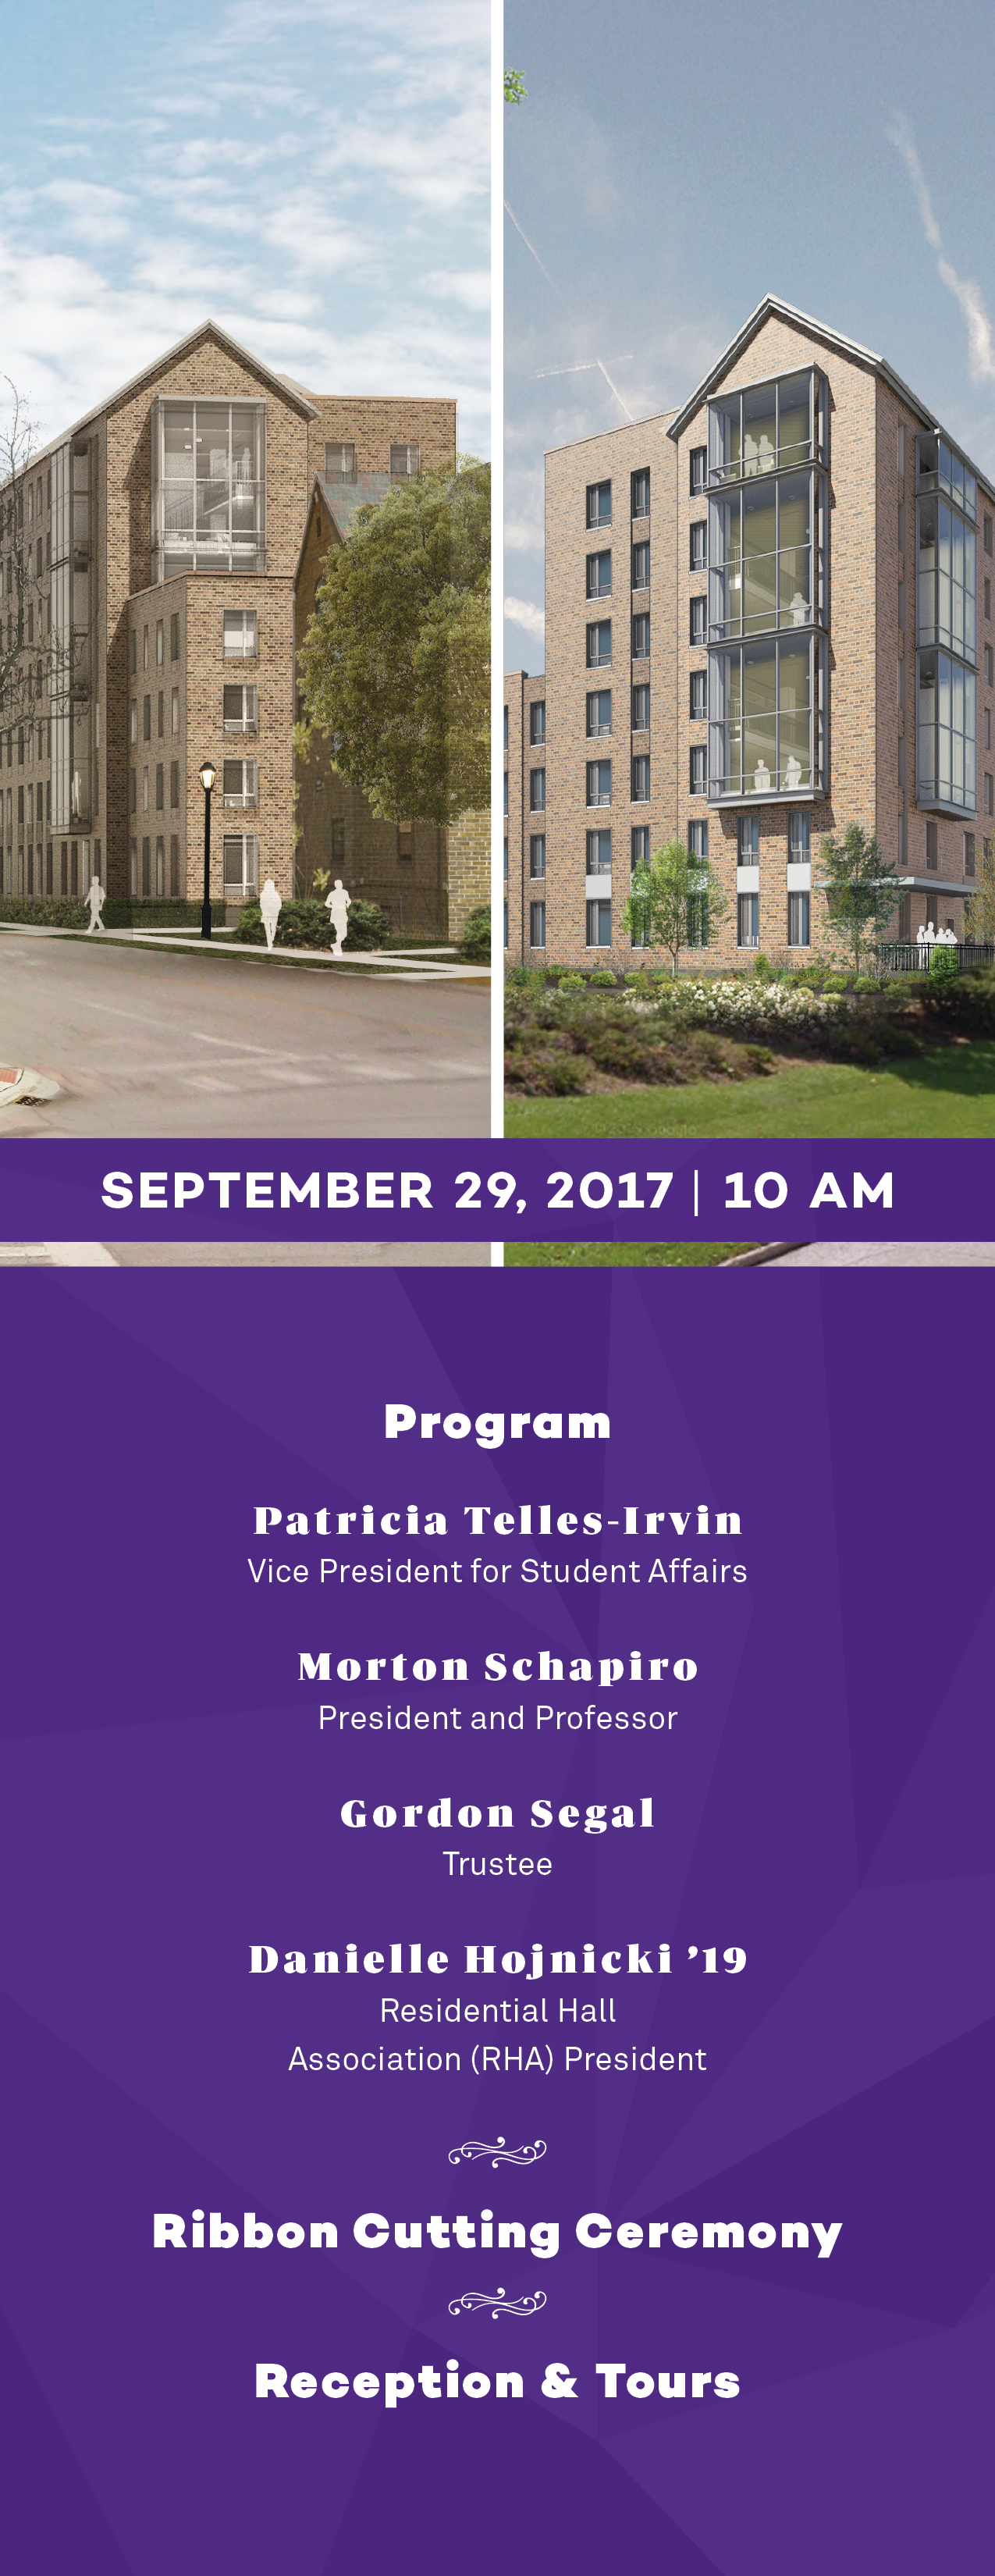 SEPTEMBER 29, 2017 | 10 AM
Program
Patricia Telles-Irvin
Vice President for Student Affairs
Morton Schapiro
President and Professor
Gordon Segal
Trustee
Danielle Hojnicki ’19
Residential Hall
Association (RHA) President
Ribbon Cutting Ceremony
Reception & Tours